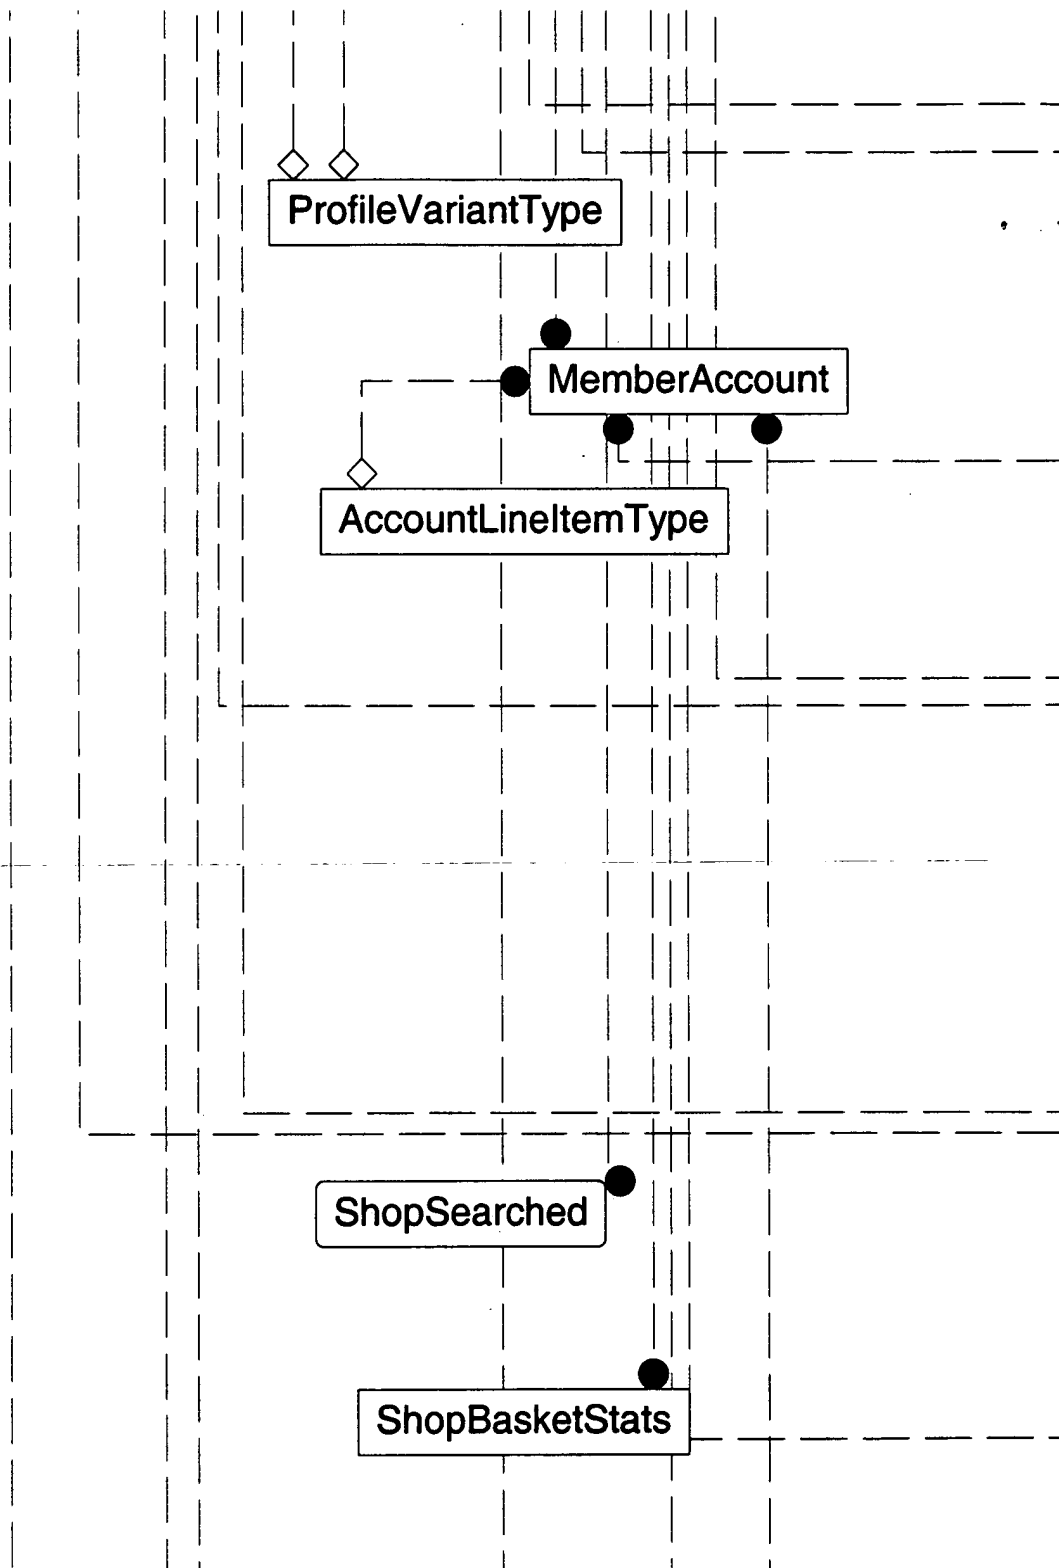 ProfileVariantType
MemberAccount
AccountLineItemType
ShopSearched
ShopBasketStats